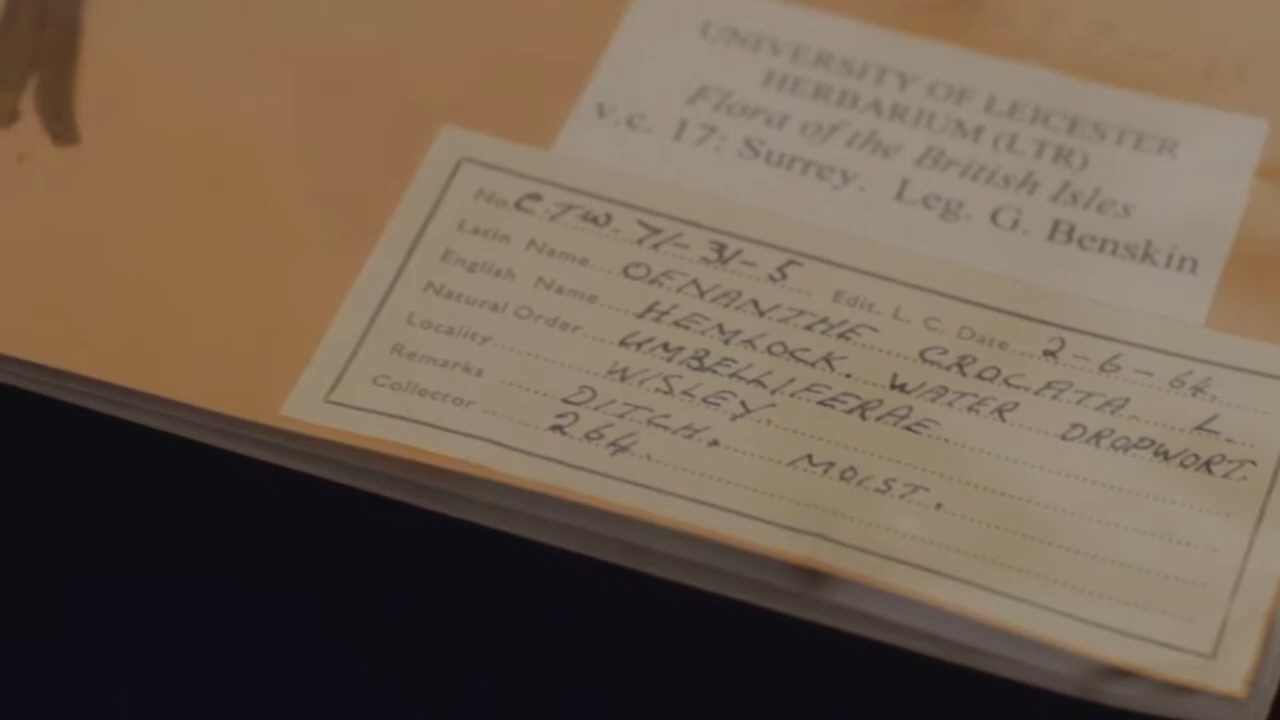 UNIVERSITY OF LEICESTER
HERBARIUM (LTR)
Flora of the British Isles
v.c. 17: Surrey. Leg. G. Benskin
No. C.T.W. 71-31-5 Edit. L. C. Date 2-6-64.
Latin Name OENANTHE CROCATA L.
English Name HEMLOCK. WATER DROPWORT.
Natural Order UMBELLIFERAE.
Locality WISLEY.
Remarks DITCH. MOIST.
Collector 264.